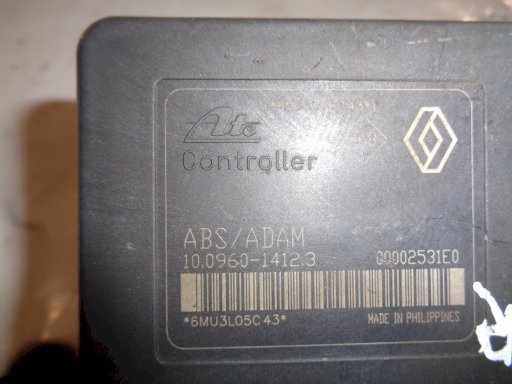 Ate
Controller
ABS/ADAM
10.0960-1412.3 00002531E0
*6MU3L05C43* MADE IN PHILIPPINES